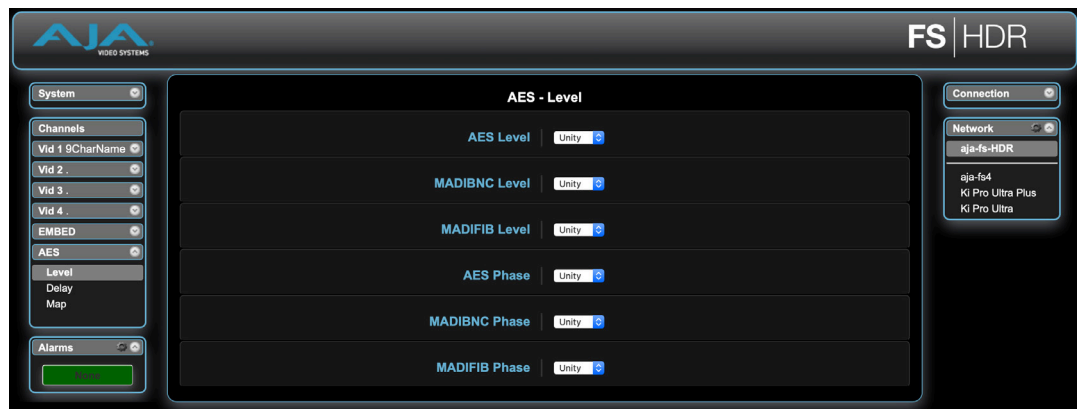 AJA
VIDEO SYSTEMS
FS|HDR
System
Channels
Vid 1 9CharName
Vid 2 .
Vid 3 .
Vid 4 .
EMBED
AES
Level
Delay
Map
Alarms
None
AES - Level
AES Level Unity
MADIBNC Level Unity
MADIFIB Level Unity
AES Phase Unity
MADIBNC Phase Unity
MADIFIB Phase Unity
Connection
Network
aja-fs-HDR
aja-fs4
Ki Pro Ultra Plus
Ki Pro Ultra